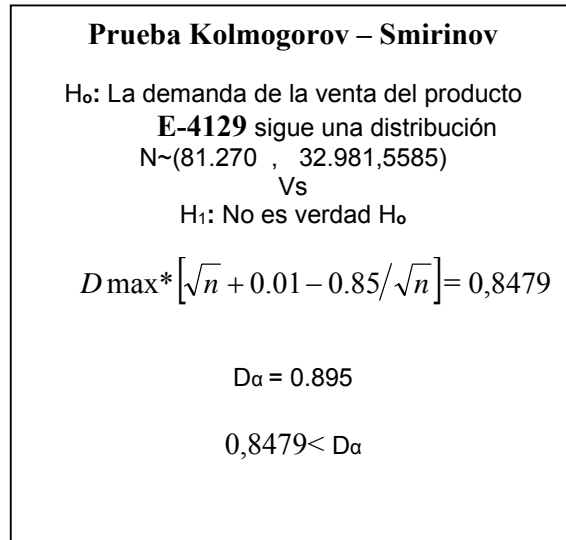 Prueba Kolmogorov – Smirinov
Hₒ: La demanda de la venta del producto
E-4129 sigue una distribución
N~(81.270 , 32.981,5585)
Vs
H₁: No es verdad Hₒ
D max*[√n + 0.01 − 0.85/√n]= 0,8479
Dα = 0.895
0,8479< Dα